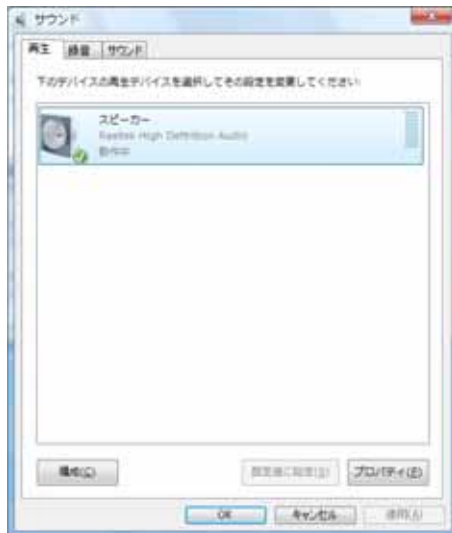 サウンド
再生 録音 サウンド
下のデバイスの再生デバイスを選択してその設定を変更してください:
スピーカー
Realtek High Definition Audio
動作中
構成(C) 既定値に設定(S) プロパティ(P)
OK キャンセル 適用(A)